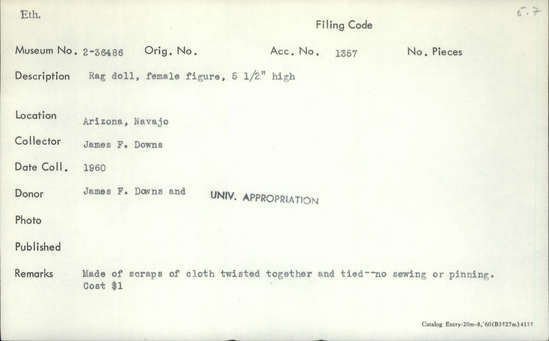 Eth.
5.7
Filing Code
Museum No. 2-36486 Orig. No. Acc. No. 1357 No. Pieces
Description Rag doll, female figure, 5 1/2" high
Location Arizona, Navajo
Collector James F. Downs
Date Coll. 1960
Donor James F. Downs and UNIV. APPROPRIATION
Photo
Published
Remarks Made of scraps of cloth twisted together and tied--no sewing or pinning.
Cost $1
Catalog Entry-20m-8,'60(B3727m)4117